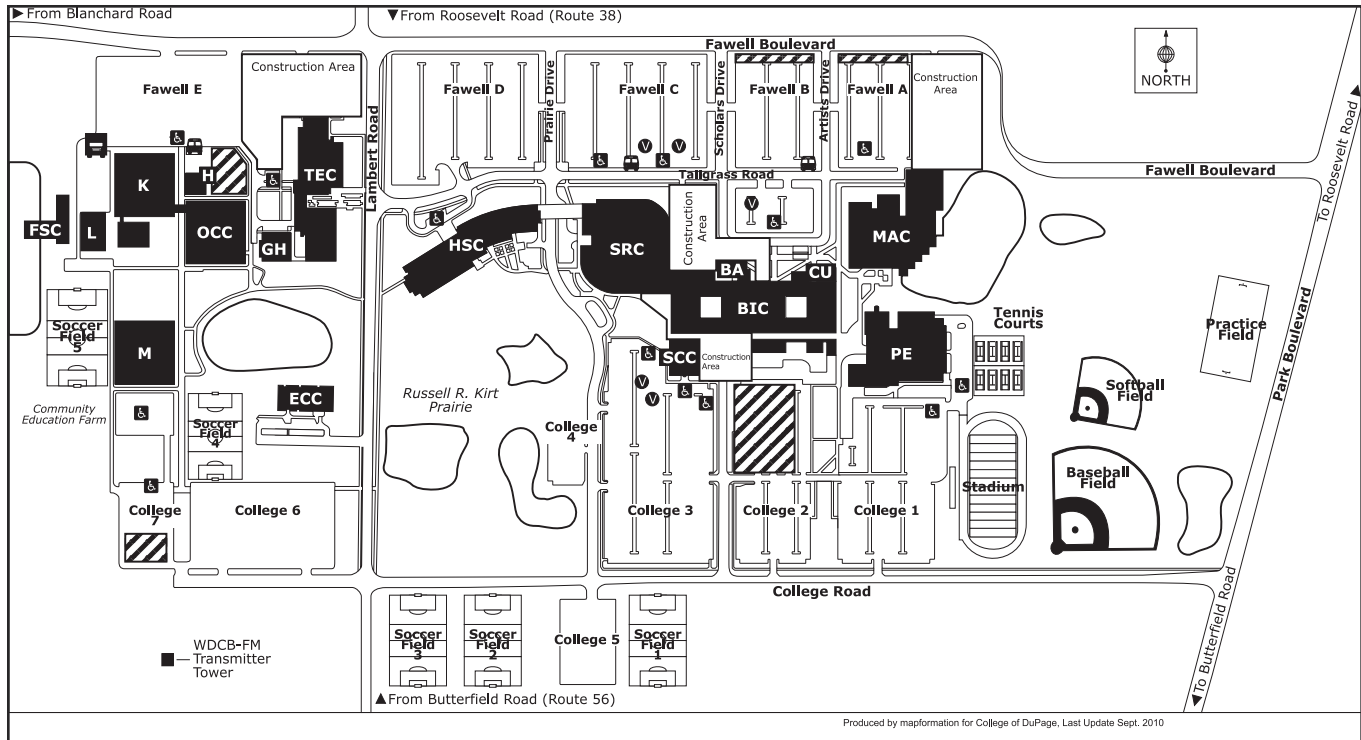 From Blanchard Road
From Roosevelt Road (Route 38)
Fawell Boulevard
NORTH
Construction Area
Fawell E
Fawell D
Prairie Drive
Fawell C
Scholars Drive
Fawell B
Artists Drive
Fawell A
Construction
Area
Lambert Road
To Roosevelt Road
Fawell Boulevard
Tallgrass Road
K
H
TEC
V
V
V
FSC
L
OCC
GH
HSC
SRC
Construction
Area
MAC
BA
CU
BIC
Soccer
Field
5
M
Tennis
Courts
Practice
Field
Park Boulevard
SCC
Construction
Area
PE
V
V
Community
Education Farm
ECC
Russell R. Kirt
Prairie
Softball
Field
Soccer
Field
4
College
4
Baseball
Field
Stadium
College
7
College 6
College 3
College 2
College 1
College Road
To Butterfield Road
Soccer
Field
3
Soccer
Field
2
College 5
Soccer
Field
1
WDCB-FM
Transmitter
Tower
From Butterfield Road (Route 56)
Produced by mapformation for College of DuPage, Last Update Sept. 2010